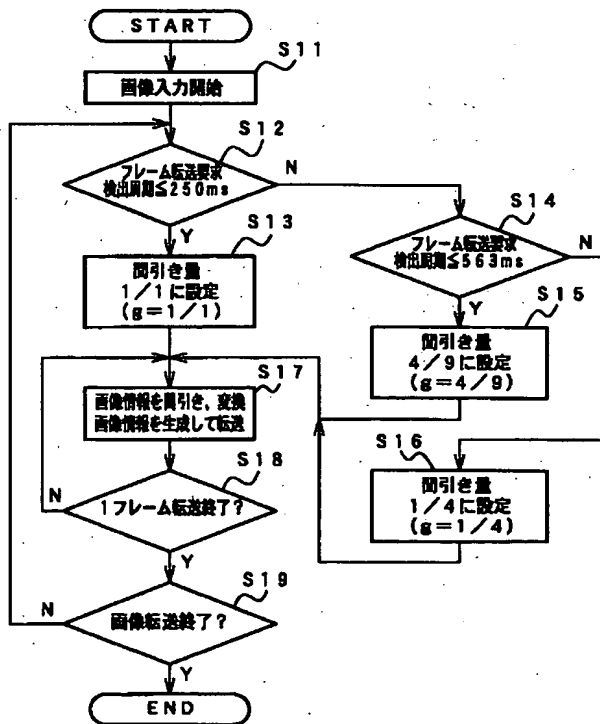 START
S11
画像入力開始
S12
フレーム転送要求
検出周期≦250ms
N
Y
S13
間引き量
1/1に設定
(g=1/1)
S14
フレーム転送要求
検出周期≦563ms
N
Y
S15
間引き量
4/9に設定
(g=4/9)
S16
間引き量
1/4に設定
(g=1/4)
S17
画像情報を間引き、変換
画像情報を生成して転送
S18
1フレーム転送終了?
N
Y
S19
画像転送終了?
N
Y
END